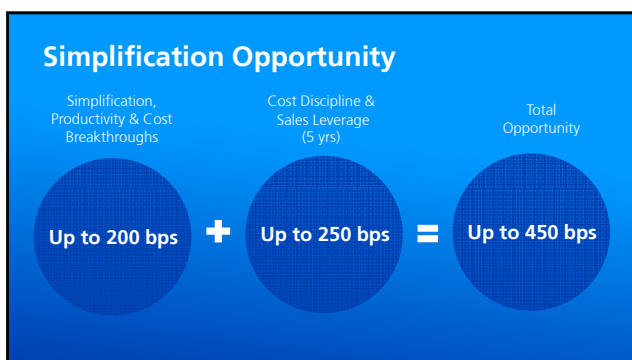 Simplification Opportunity
Simplification,
Productivity & Cost
Breakthroughs
Cost Discipline &
Sales Leverage
(5 yrs)
Total
Opportunity
Up to 200 bps
+
Up to 250 bps
=
Up to 450 bps